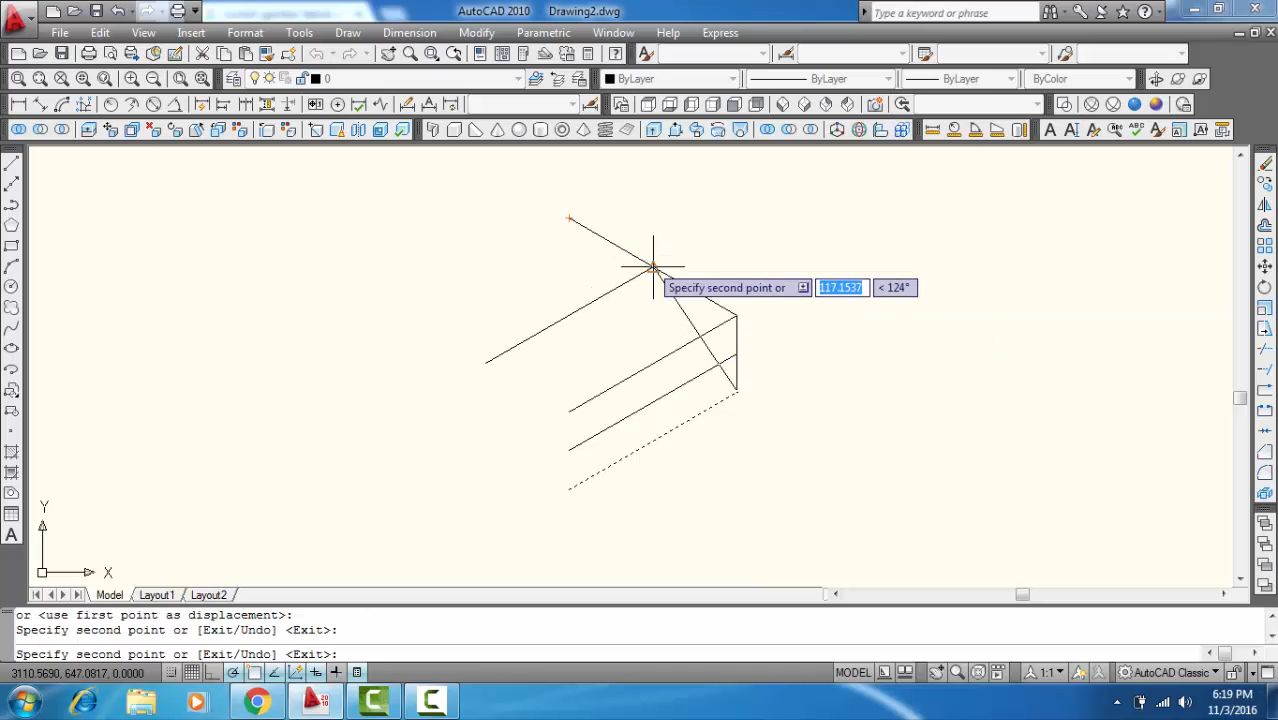 AutoCAD 2010 Drawing2.dwg
Type a keyword or phrase
File Edit View Insert Format Tools Draw Dimension Modify Parametric Window Help Express
0 ByLayer ByLayer ByLayer ByColor
Specify second point or 117.1537 < 124°
Y
X
A
Model Layout1 Layout2
or <use first point as displacement>:
Specify second point or [Exit/Undo] <Exit>:
Specify second point or [Exit/Undo] <Exit>:
3110.5690, 647.0817, 0.0000 MODEL 1:1 AutoCAD Classic
6:19 PM
11/3/2016